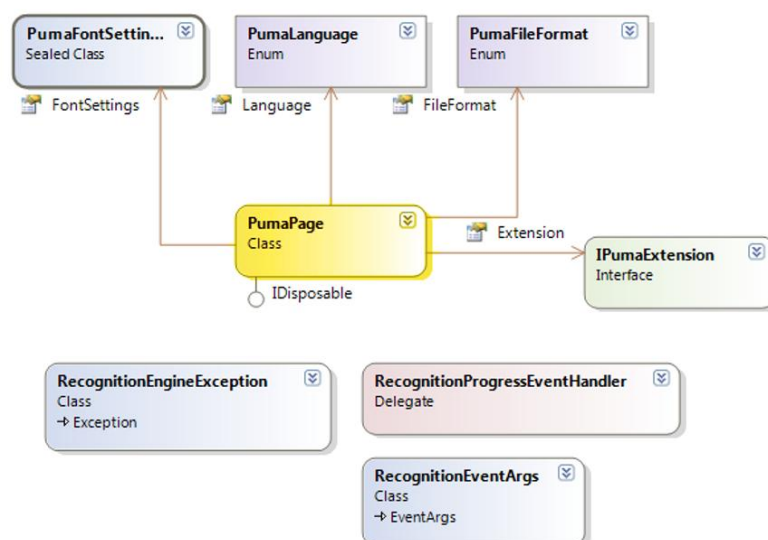 PumaFontSettin...
Sealed Class
PumaLanguage
Enum
PumaFileFormat
Enum
FontSettings
Language
FileFormat
PumaPage
Class
Extension
IPumaExtension
Interface
IDisposable
RecognitionEngineException
Class
Exception
RecognitionProgressEventHandler
Delegate
RecognitionEventArgs
Class
EventArgs